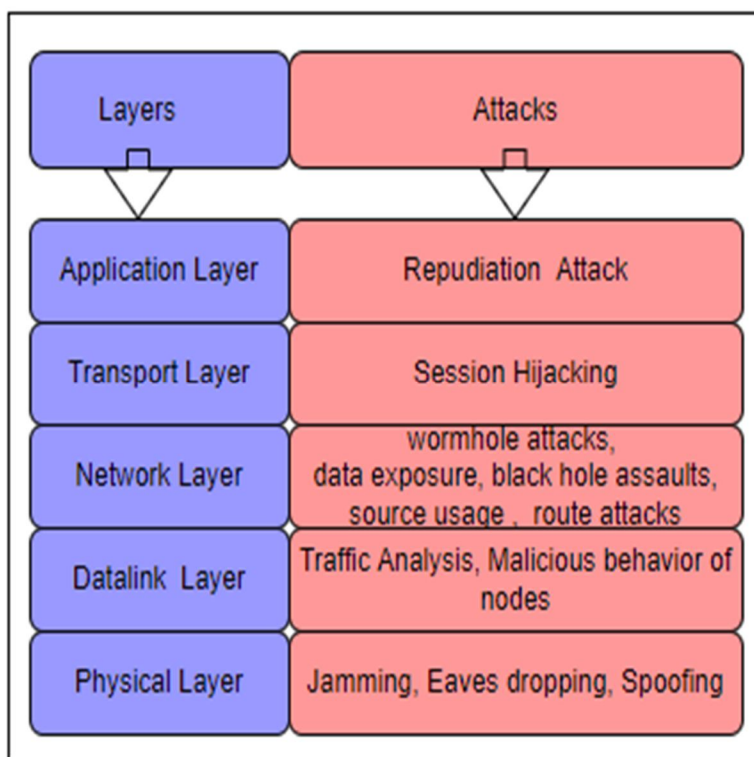 Layers
Attacks
Application Layer
Repudiation Attack
Transport Layer
Session Hijacking
Network Layer
wormhole attacks,
data exposure, black hole assaults,
source usage , route attacks
Datalink Layer
Traffic Analysis, Malicious behavior of
nodes
Physical Layer
Jamming, Eaves dropping, Spoofing